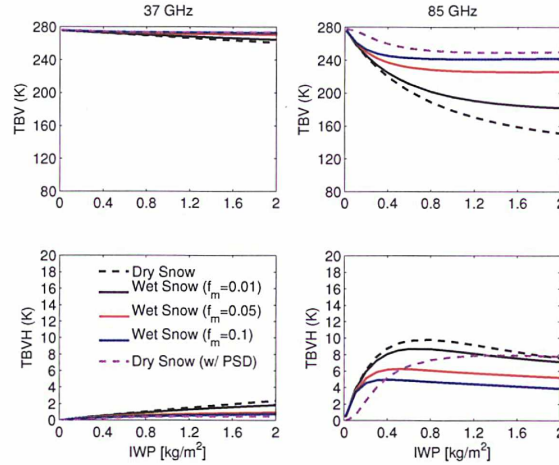 37 GHz
85 GHz
280
240
200
160
120
80
TBV (K)
0 0.4 0.8 1.2 1.6 2
280
240
200
160
120
80
TBV (K)
0 0.4 0.8 1.2 1.6 2
20
18
16
14
12
10
8
6
4
2
0
TBVH (K)
Dry Snow
Wet Snow (fm=0.01)
Wet Snow (fm=0.05)
Wet Snow (fm=0.1)
Dry Snow (w/ PSD)
0 0.4 0.8 1.2 1.6 2
IWP [kg/m²]
20
18
16
14
12
10
8
6
4
2
0
TBVH (K)
0 0.4 0.8 1.2 1.6 2
IWP [kg/m²]